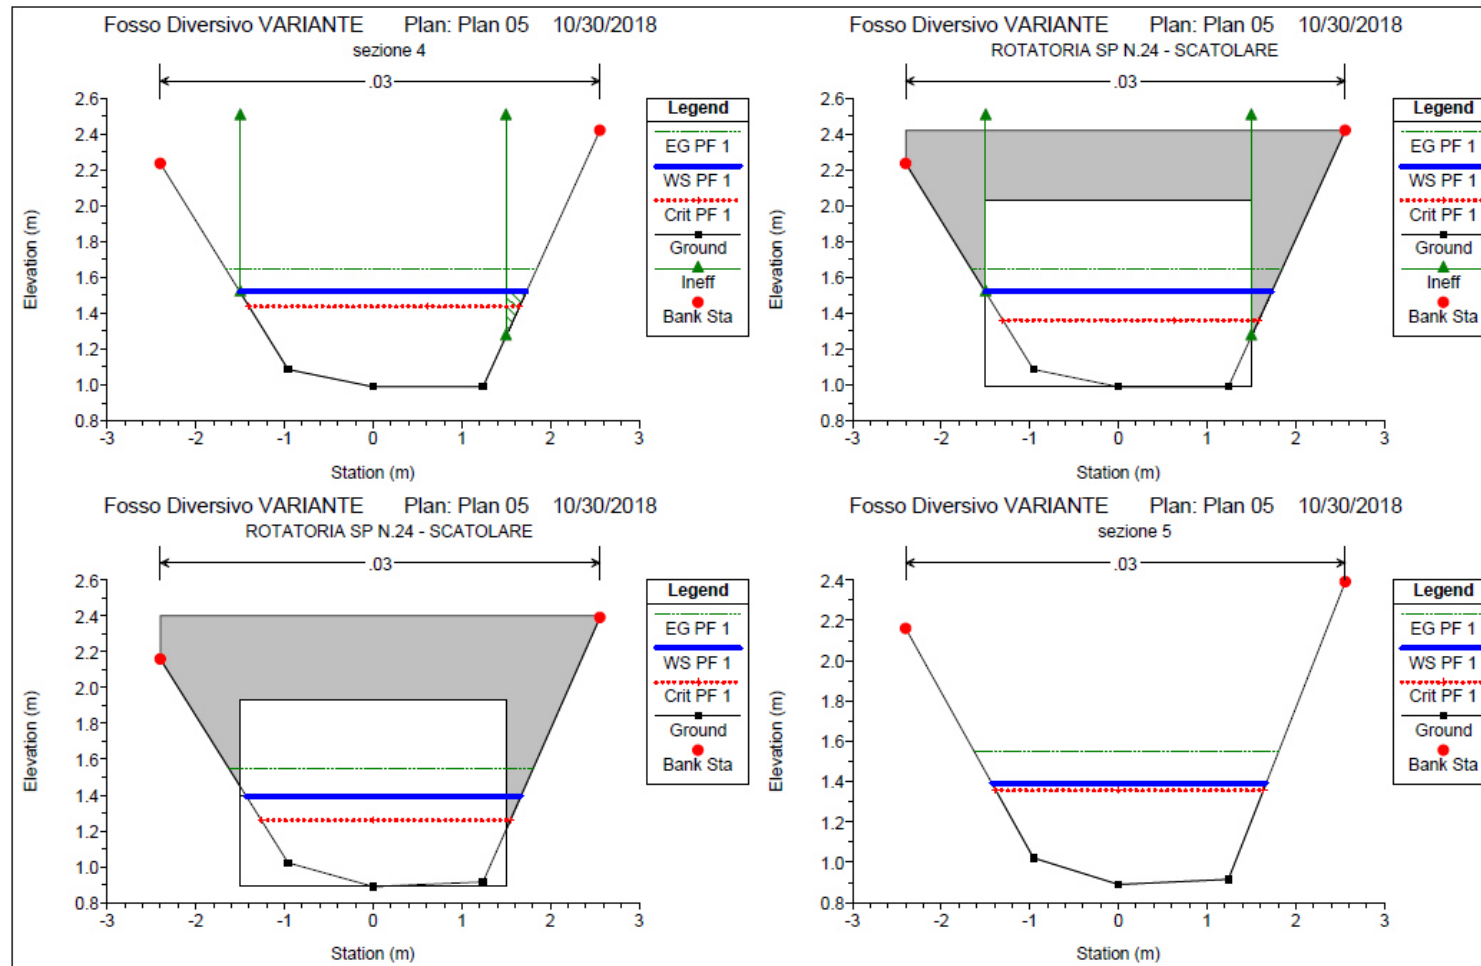 Fosso Diversivo VARIANTE Plan: Plan 05 10/30/2018
sezione 4
.03
2.6
2.4
2.2
2.0
1.8
1.6
1.4
1.2
1.0
0.8
Elevation (m)
-3 -2 -1 0 1 2 3
Station (m)
Legend
EG PF 1
WS PF 1
Crit PF 1
Ground
Ineff
Bank Sta
Fosso Diversivo VARIANTE Plan: Plan 05 10/30/2018
ROTATORIA SP N.24 - SCATOLARE
.03
2.6
2.4
2.2
2.0
1.8
1.6
1.4
1.2
1.0
0.8
Elevation (m)
-3 -2 -1 0 1 2 3
Station (m)
Legend
EG PF 1
WS PF 1
Crit PF 1
Ground
Ineff
Bank Sta
Fosso Diversivo VARIANTE Plan: Plan 05 10/30/2018
ROTATORIA SP N.24 - SCATOLARE
.03
2.6
2.4
2.2
2.0
1.8
1.6
1.4
1.2
1.0
0.8
Elevation (m)
-3 -2 -1 0 1 2 3
Station (m)
Legend
EG PF 1
WS PF 1
Crit PF 1
Ground
Bank Sta
Fosso Diversivo VARIANTE Plan: Plan 05 10/30/2018
sezione 5
.03
2.4
2.2
2.0
1.8
1.6
1.4
1.2
1.0
0.8
Elevation (m)
-3 -2 -1 0 1 2 3
Station (m)
Legend
EG PF 1
WS PF 1
Crit PF 1
Ground
Bank Sta